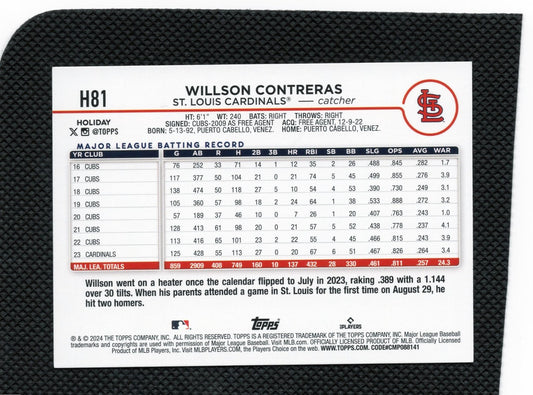 H81
WILLSON CONTRERAS
ST. LOUIS CARDINALS® — catcher
HOLIDAY
@TOPPS
HT: 6'1" WT: 240 BATS: RIGHT THROWS: RIGHT
SIGNED: CUBS-2009 AS FREE AGENT ACQ: FREE AGENT, 12-9-22
BORN: 5-13-92, PUERTO CABELLO, VENEZ. HOME: PUERTO CABELLO, VENEZ.
MAJOR LEAGUE BATTING RECORD
YR CLUB G AB R H 2B 3B HR RBI SB BB SLG OPS AVG WAR
16 CUBS 76 252 33 71 14 1 12 35 2 26 .488 .845 .282 1.7
17 CUBS 117 377 50 104 21 0 21 74 5 45 .499 .855 .276 3.9
18 CUBS 138 474 50 118 27 5 10 54 4 53 .390 .730 .249 3.1
19 CUBS 105 360 57 98 18 2 24 64 1 38 .533 .888 .272 3.2
20 CUBS 57 189 37 46 10 0 7 26 1 20 .407 .763 .243 1.0
21 CUBS 128 413 61 98 20 0 21 57 5 52 .438 .778 .237 3.4
22 CUBS 113 416 65 101 23 2 22 55 4 45 .466 .815 .243 3.9
23 CARDINALS 125 428 55 113 27 0 20 67 6 51 .467 .825 .264 3.4
MAJ. LEA. TOTALS 859 2909 408 749 160 10 137 432 28 330 .461 .811 .257 24.3
Willson went on a heater once the calendar flipped to July in 2023, raking .389 with a 1.144
over 30 tilts. When his parents attended a game in St. Louis for the first time on August 29, he
hit two homers.
topps
PLAYERS
® & © 2024 THE TOPPS COMPANY, INC. ALL RIGHTS RESERVED. TOPPS IS A REGISTERED TRADEMARK OF THE TOPPS COMPANY, INC. Major League Baseball
trademarks and copyrights are used with permission of Major League Baseball. Visit MLB.com. OFFICIALLY LICENSED PRODUCT OF MLB. Officially Licensed
Product of MLB Players, Inc. Visit MLBPLAYERS.COM, the Players Choice on the web. WWW.TOPPS.COM. CODE#CMP088141